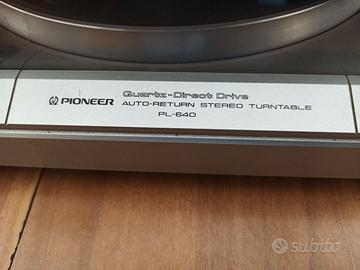 PIONEER
Quartz-Direct Drive
AUTO-RETURN STEREO TURNTABLE
PL-640
subito